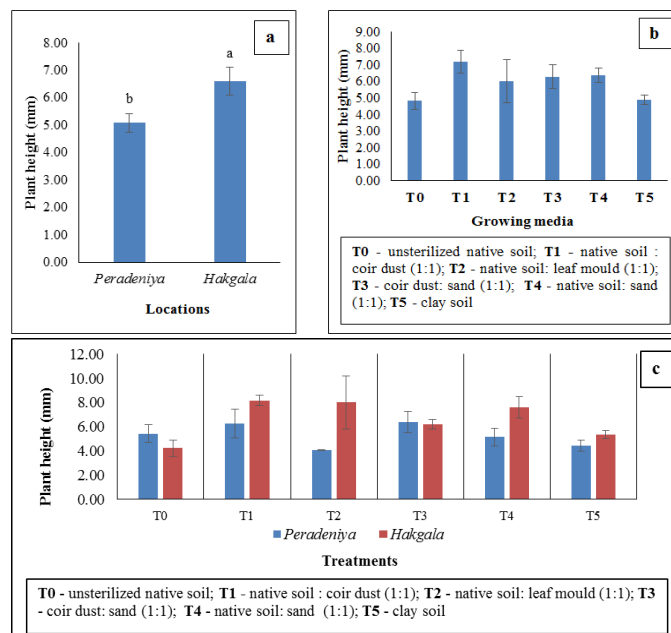 a
8.00
7.00
6.00
5.00
4.00
3.00
2.00
1.00
0.00
Plant height (mm)
b
a
Peradeniya
Hakgala
Locations
b
9.00
8.00
7.00
6.00
5.00
4.00
3.00
2.00
1.00
0.00
Plant height (mm)
T0 T1 T2 T3 T4 T5
Growing media
T0 - unsterilized native soil; T1 - native soil :
coir dust (1:1); T2 - native soil: leaf mould (1:1);
T3 - coir dust: sand (1:1); T4 - native soil: sand
(1:1); T5 - clay soil
c
12.00
10.00
8.00
6.00
4.00
2.00
0.00
Plant height (mm)
T0 T1 T2 T3 T4 T5
Peradeniya Hakgala
Treatments
T0 - unsterilized native soil; T1 - native soil : coir dust (1:1); T2 - native soil: leaf mould (1:1); T3
- coir dust: sand (1:1); T4 - native soil: sand (1:1); T5 - clay soil